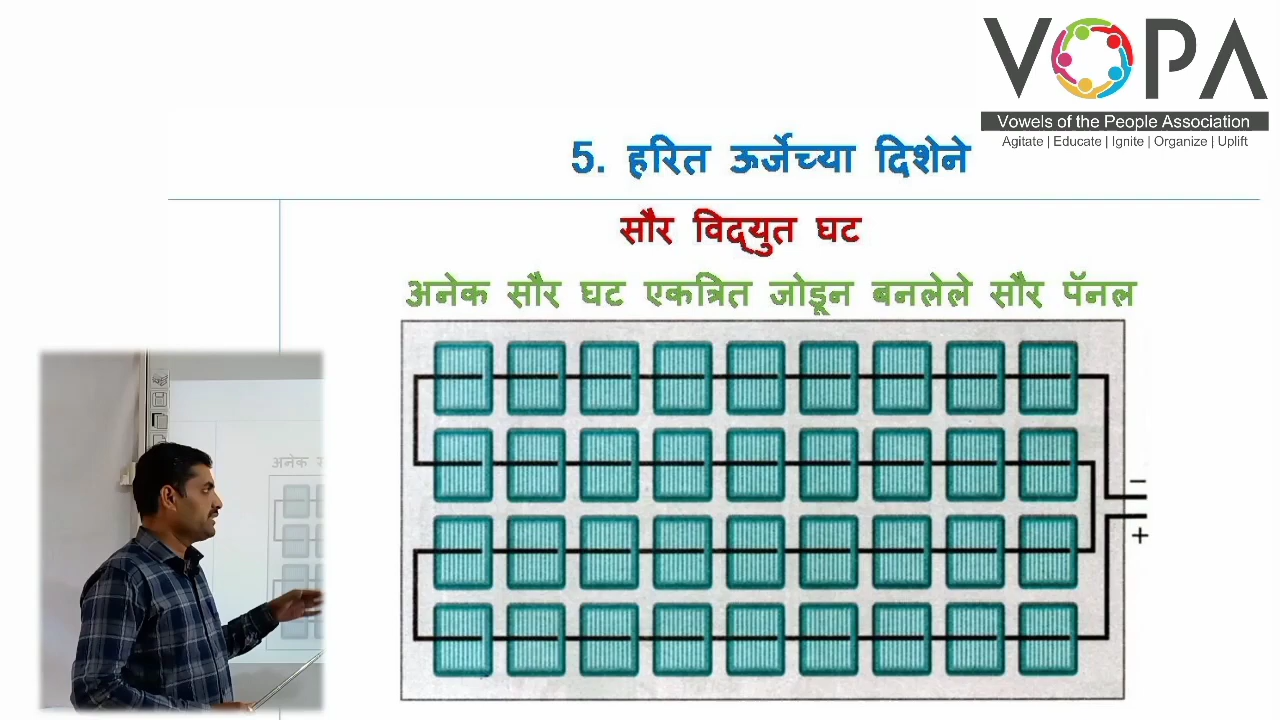 VOPA
Vowels of the People Association
Agitate | Educate | Ignite | Organize | Uplift
5. हरित ऊर्जेच्या दिशेने
सौर विद्‌युत घट
अनेक सौर घट एकत्रित जोडून बनलेले सौर पॅनल
−
+
अनेक